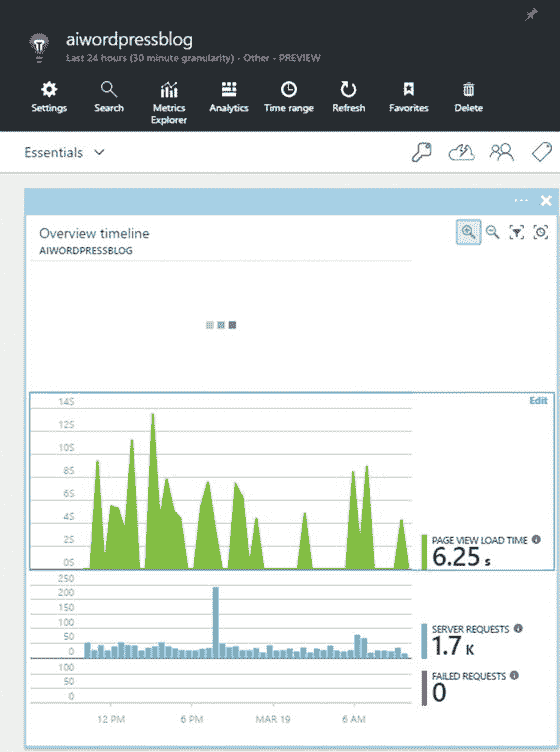 aiwordpressblog
Last 24 hours (30 minute granularity) - Other - PREVIEW
Settings
Search
Metrics
Explorer
Analytics
Time range
Refresh
Favorites
Delete
Essentials
Overview timeline
AIWORDPRESSBLOG
Edit
14S
12S
10S
8S
6S
4S
2S
0S
PAGE VIEW LOAD TIME
6.25 s
250
200
150
100
50
0
SERVER REQUESTS
1.7 K
100
50
0
FAILED REQUESTS
0
12 PM
6 PM
MAR 19
6 AM